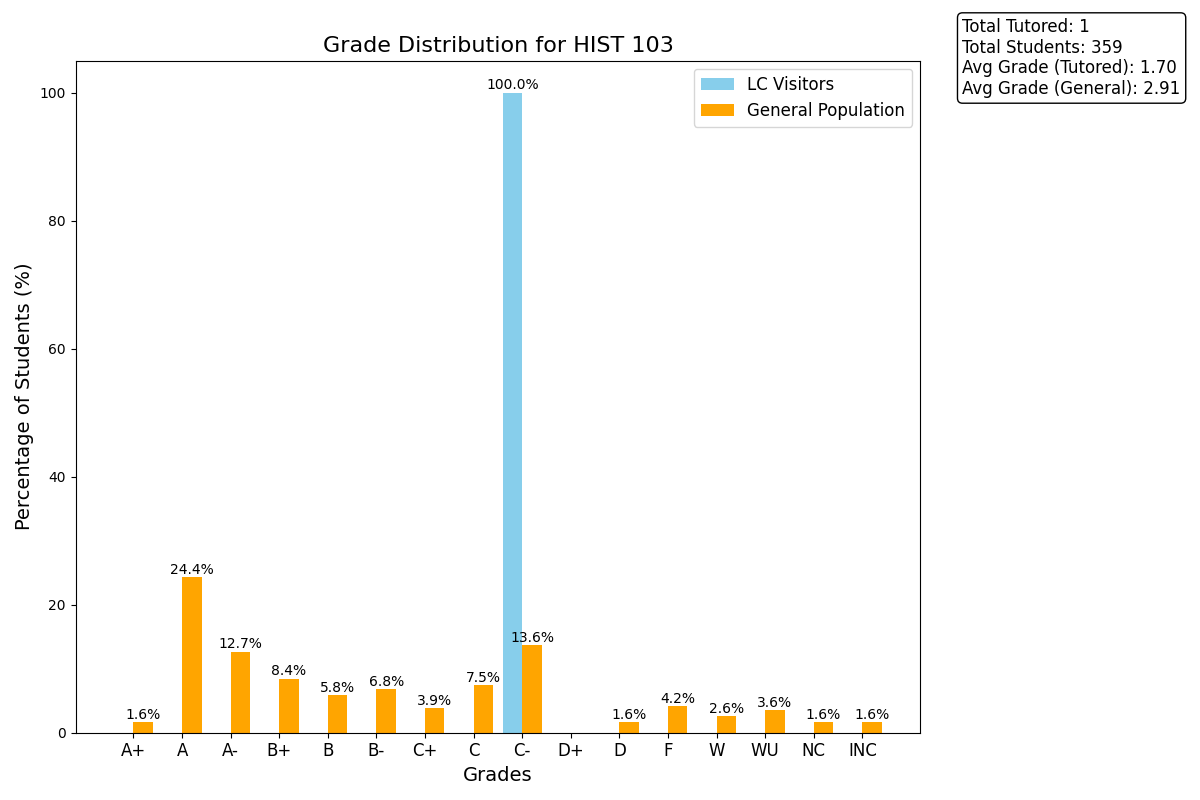 Grade Distribution for HIST 103
Total Tutored: 1
Total Students: 359
Avg Grade (Tutored): 1.70
Avg Grade (General): 2.91
LC Visitors
General Population
Percentage of Students (%)
100
80
60
40
20
0
100.0%
1.6%
24.4%
12.7%
8.4%
5.8%
6.8%
3.9%
7.5%
13.6%
1.6%
4.2%
2.6%
3.6%
1.6%
1.6%
A+ A A- B+ B B- C+ C C- D+ D F W WU NC INC
Grades